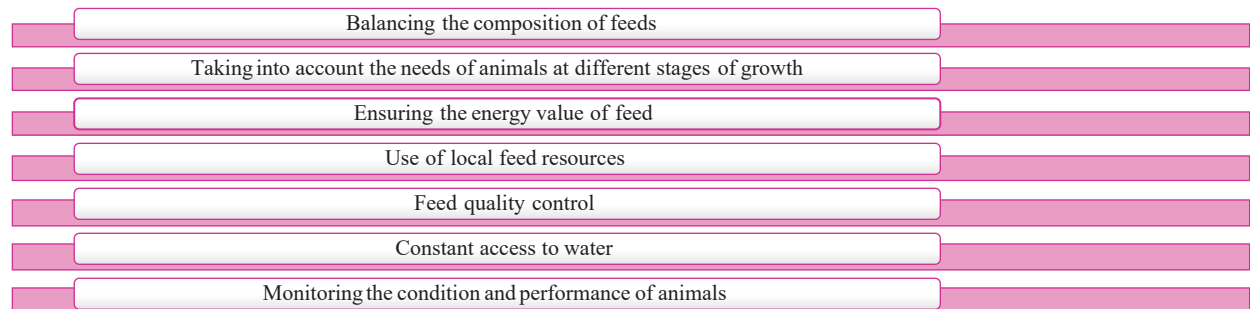 Balancing the composition of feeds
Taking into account the needs of animals at different stages of growth
Ensuring the energy value of feed
Use of local feed resources
Feed quality control
Constant access to water
Monitoring the condition and performance of animals